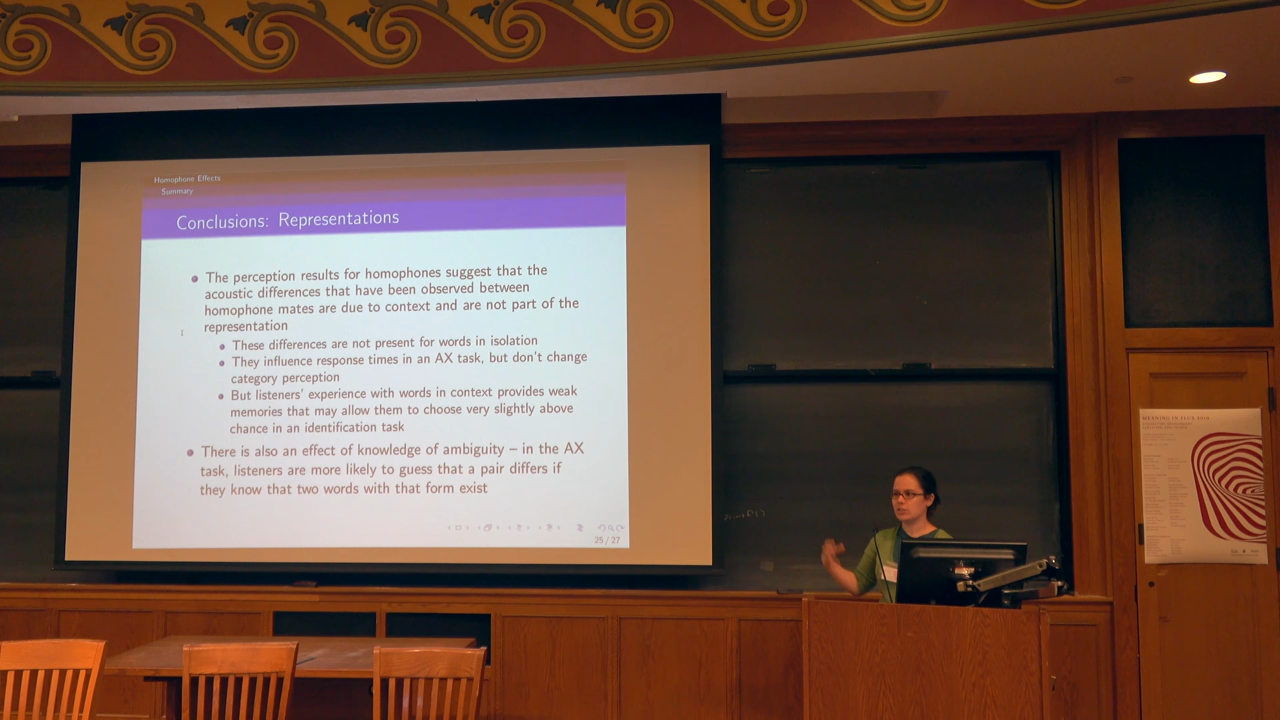 Homophone Effects
Summary
Conclusions: Representations
The perception results for homophones suggest that the
acoustic differences that have been observed between
homophone mates are due to context and are not part of the
representation
These differences are not present for words in isolation
They influence response times in an AX task, but don't change
category perception
But listeners' experience with words in context provides weak
memories that may allow them to choose very slightly above
chance in an identification task
There is also an effect of knowledge of ambiguity – in the AX
task, listeners are more likely to guess that a pair differs if
they know that two words with that form exist
25 / 27
MEANING IN FLUX 2019